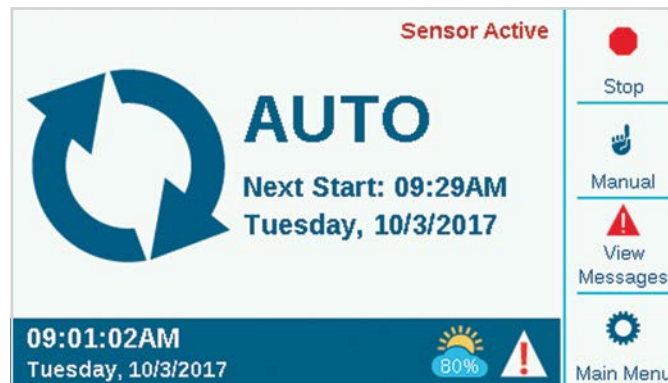 Sensor Active
AUTO
Next Start: 09:29AM
Tuesday, 10/3/2017
09:01:02AM
Tuesday, 10/3/2017
80%
Stop
Manual
View
Messages
Main Menu